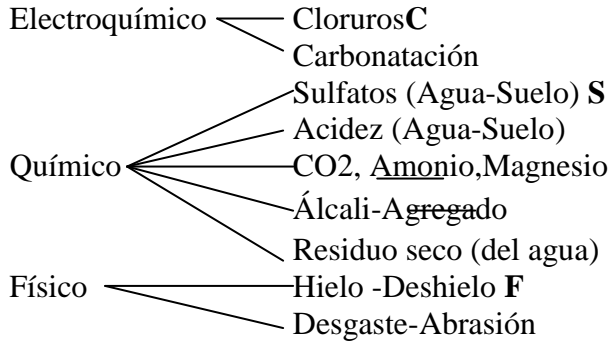 Electroquímico Cloruros C
Carbonatación
Sulfatos (Agua-Suelo) S
Acidez (Agua-Suelo)
Químico CO2, Amonio,Magnesio
Álcali-Agregado
Residuo seco (del agua)
Físico Hielo -Deshielo F
Desgaste-Abrasión